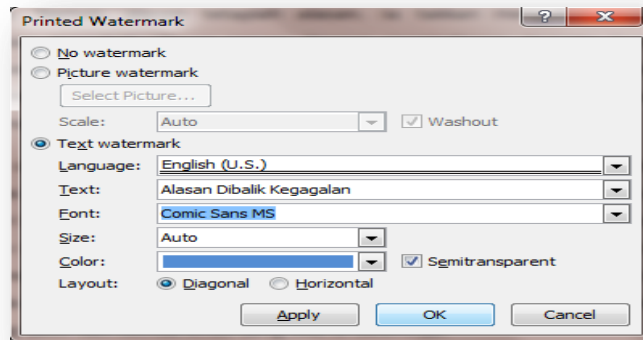 Printed Watermark
No watermark
Picture watermark
Select Picture...
Scale: Auto Washout
Text watermark
Language: English (U.S.)
Text: Alasan Dibalik Kegagalan
Font: Comic Sans MS
Size: Auto
Color: Semitransparent
Layout: Diagonal Horizontal
Apply OK Cancel